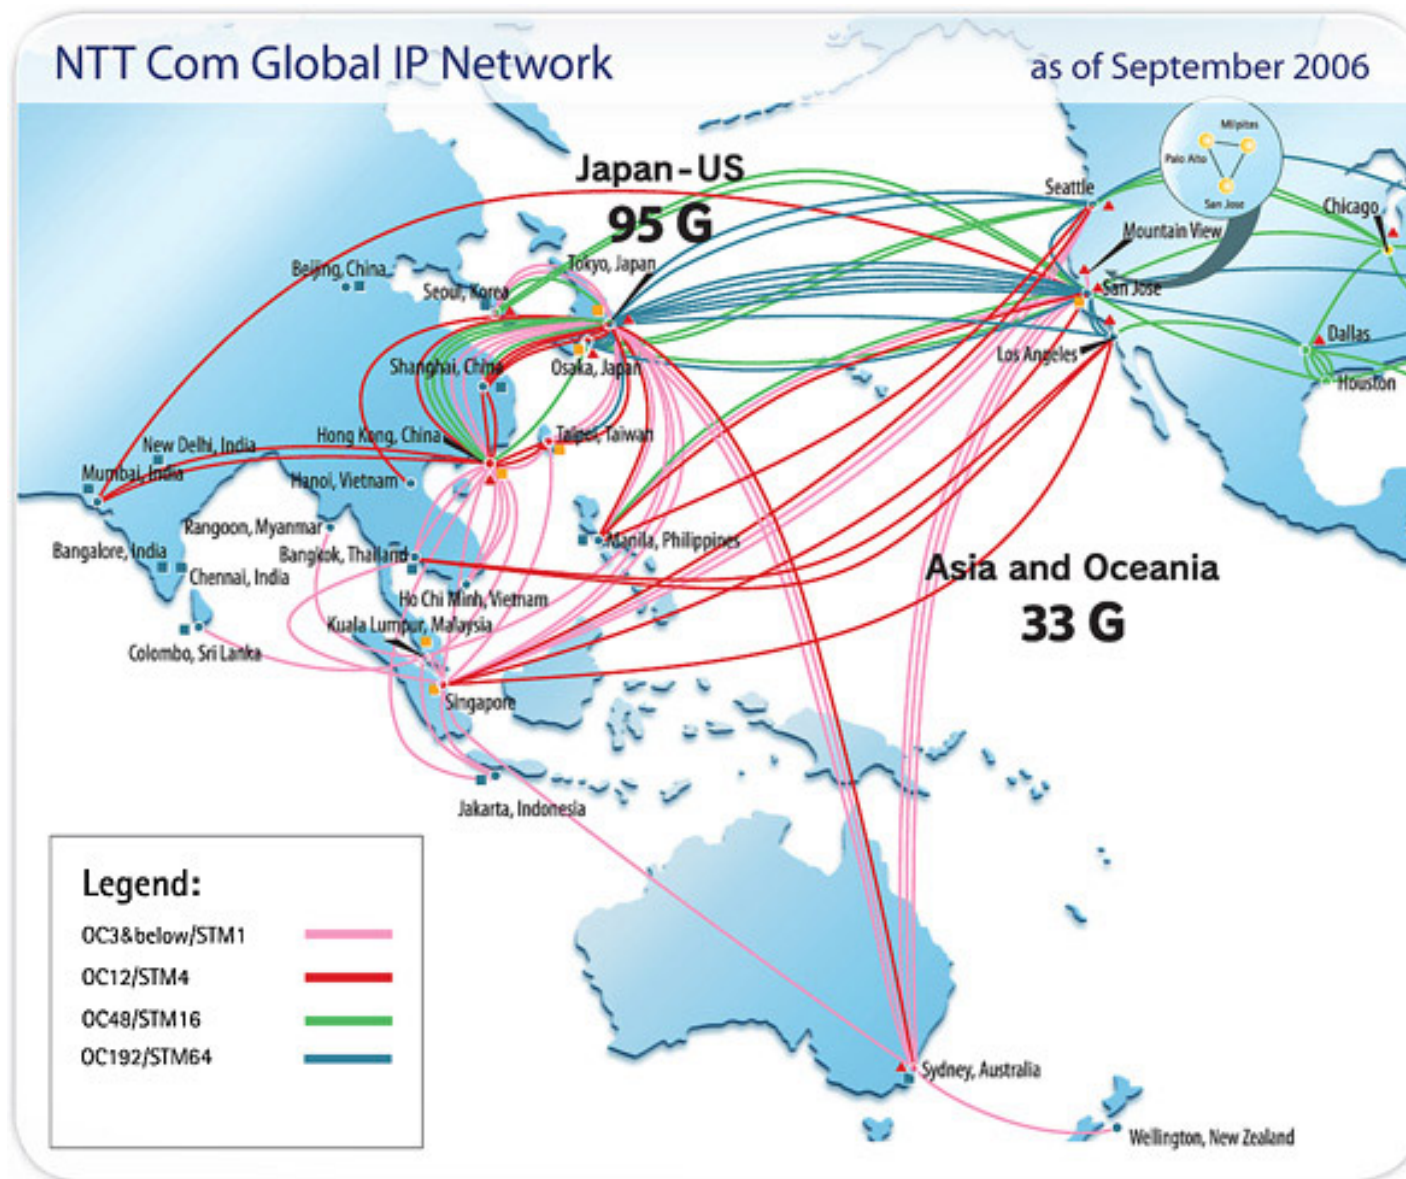 NTT Com Global IP Network
as of September 2006
Milpitas
Palo Alto
San Jose
Japan-US
95 G
Seattle
Chicago
Mountain View
Tokyo, Japan
Beijing, China
Seoul, Korea
San Jose
Dallas
Los Angeles
Shanghai, China
Osaka, Japan
Houston
Hong Kong, China
Taipei, Taiwan
New Delhi, India
Mumbai, India
Hanoi, Vietnam
Rangoon, Myanmar
Manila, Philippines
Bangalore, India
Bangkok, Thailand
Chennai, India
Asia and Oceania
33 G
Ho Chi Minh, Vietnam
Kuala Lumpur, Malaysia
Colombo, Sri Lanka
Singapore
Jakarta, Indonesia
Legend:
OC3&below/STM1
OC12/STM4
OC48/STM16
OC192/STM64
Sydney, Australia
Wellington, New Zealand